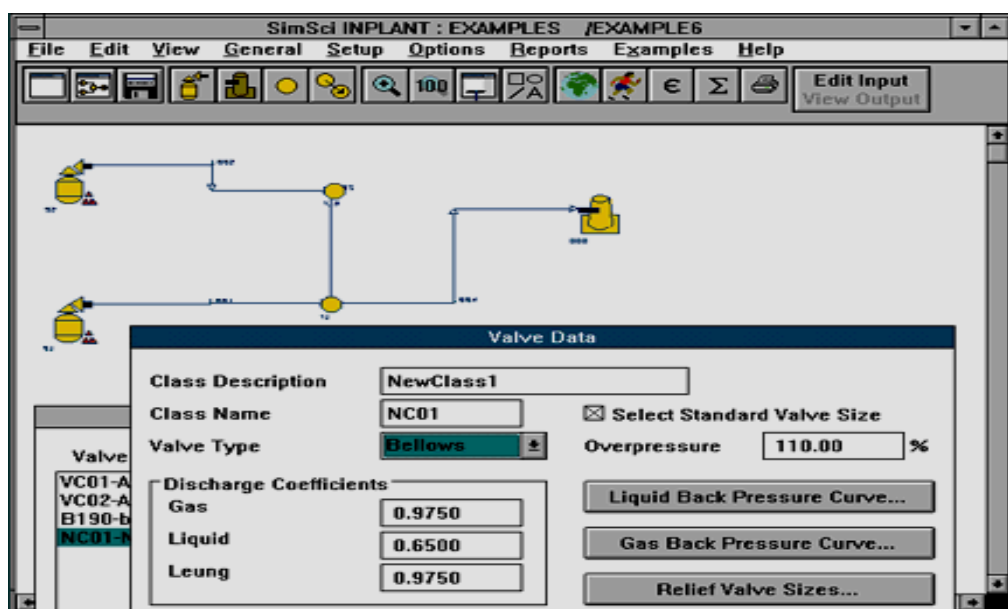 SimSci INPLANT : EXAMPLES /EXAMPLE6
File Edit View General Setup Options Reports Examples Help
100 A € Σ Edit Input
View Output
Valve Data
Class Description NewClass1
Class Name NC01 Select Standard Valve Size
Valve Type Bellows Overpressure 110.00 %
Valve
VC01-A
VC02-A
B190-b
NC01-N
Discharge Coefficients
Gas 0.9750
Liquid 0.6500
Leung 0.9750
Liquid Back Pressure Curve...
Gas Back Pressure Curve...
Relief Valve Sizes...